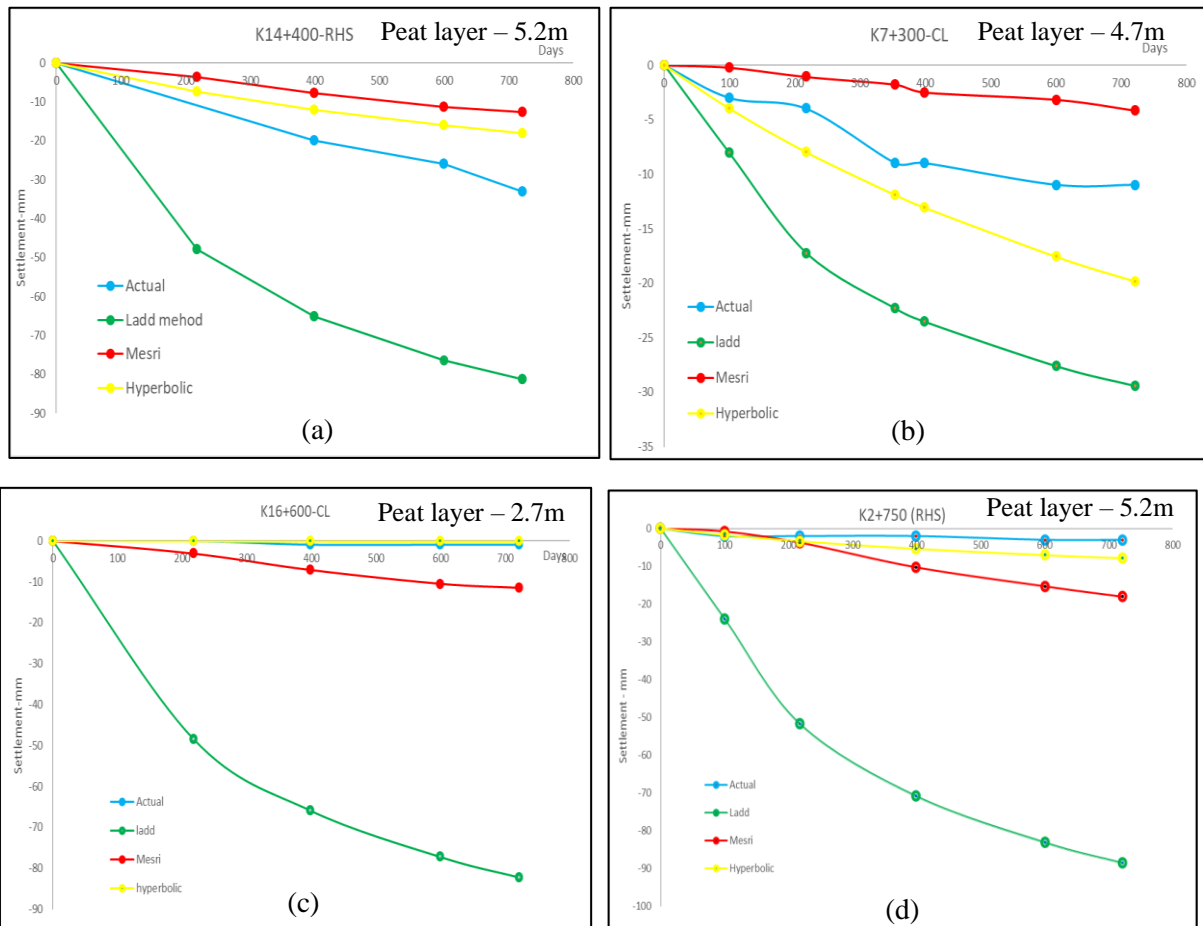 K14+400-RHS Peat layer – 5.2m
Days
0 100 200 300 400 500 600 700 800
0
-10
-20
-30
-40
-50
-60
-70
-80
-90
Settlement-mm
Actual
Ladd mehod
Mesri
Hyperbolic
(a)
K7+300-CL Peat layer – 4.7m
Days
0 100 200 300 400 500 600 700 800
0
-5
-10
-15
-20
-25
-30
-35
Settelement-mm
Actual
ladd
Mesri
Hyperbolic
(b)
K16+600-CL Peat layer – 2.7m
0 100 200 300 400 500 600 700 800
Days
0
-10
-20
-30
-40
-50
-60
-70
-80
-90
Settlement-mm
Actual
ladd
Mesri
hyperbolic
(c)
K2+750 (RHS) Peat layer – 5.2m
0 100 200 300 400 500 600 700 800
0
-10
-20
-30
-40
-50
-60
-70
-80
-90
-100
Settlement - mm
Actual
Ladd
Mesri
Hyperbolic
(d)